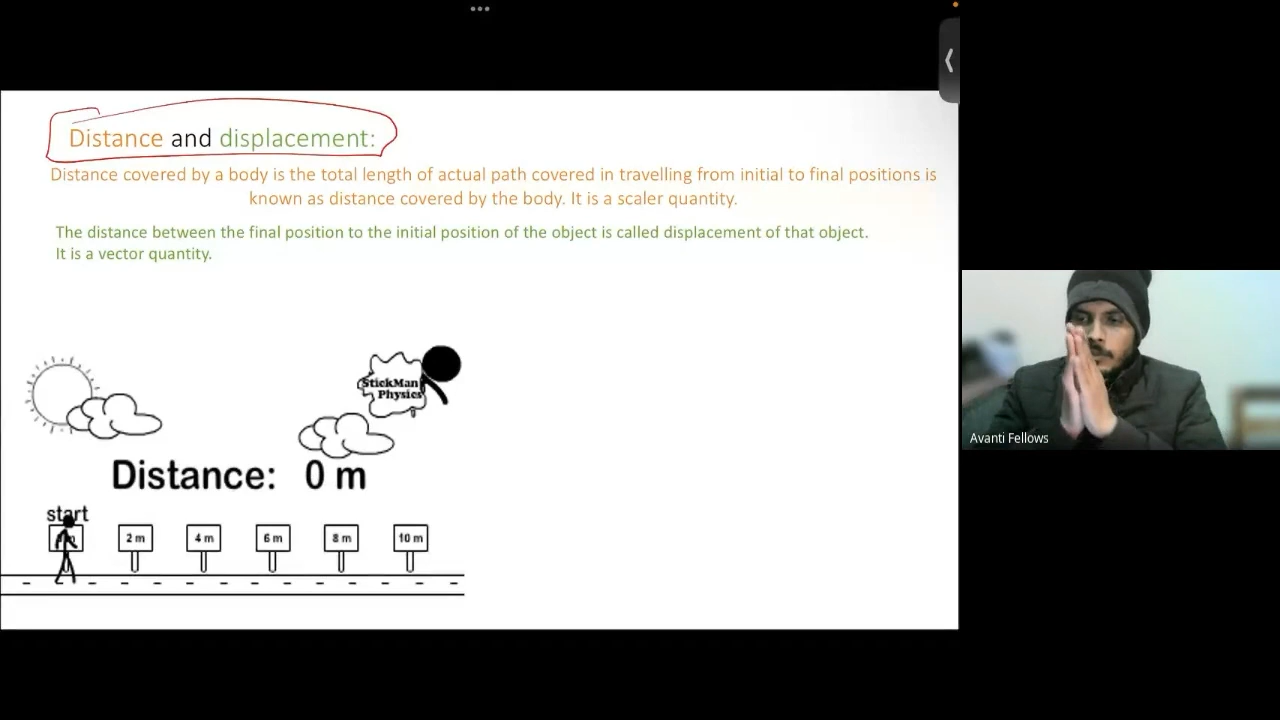 Distance and displacement:
Distance covered by a body is the total length of actual path covered in travelling from initial to final positions is
known as distance covered by the body. It is a scaler quantity.
The distance between the final position to the initial position of the object is called displacement of that object.
It is a vector quantity.
StickMan
Physics
Distance: 0 m
start
2 m
4 m
6 m
8 m
10 m
Avanti Fellows